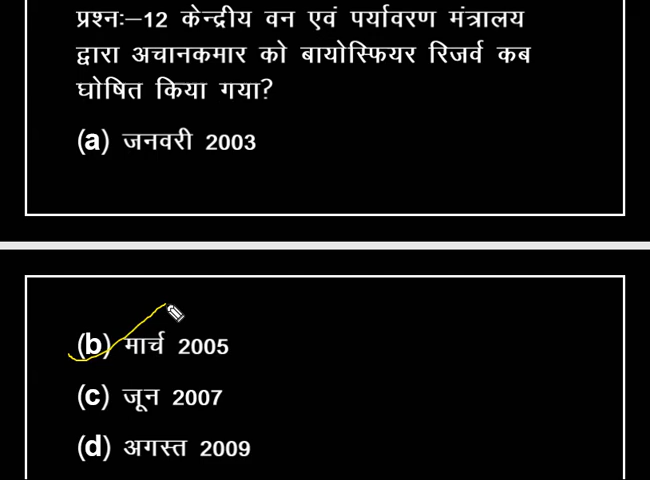 प्रश्नः–12 केन्द्रीय वन एवं पर्यावरण मंत्रालय
द्वारा अचानकमार को बायोस्फियर रिजर्व कब
घोषित किया गया?
(a) जनवरी 2003
(b) मार्च 2005
(c) जून 2007
(d) अगस्त 2009